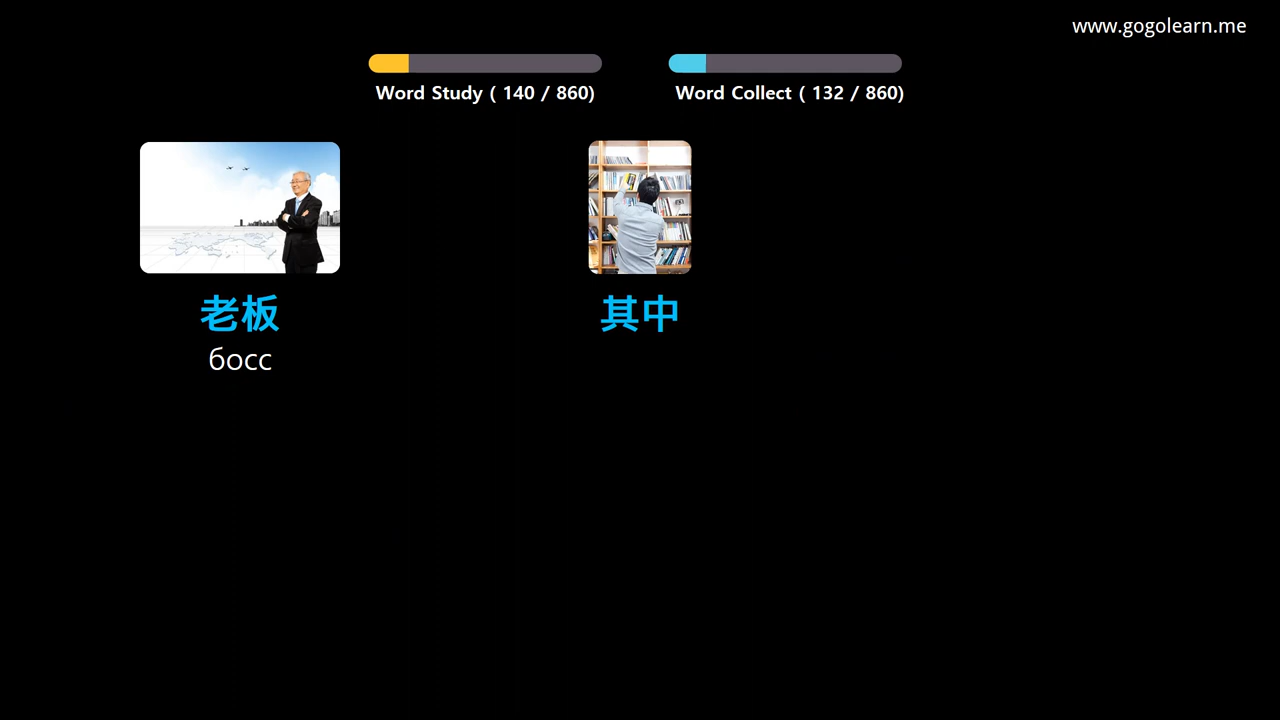 www.gogolearn.me
Word Study ( 140 / 860)
Word Collect ( 132 / 860)
老板
босс
其中